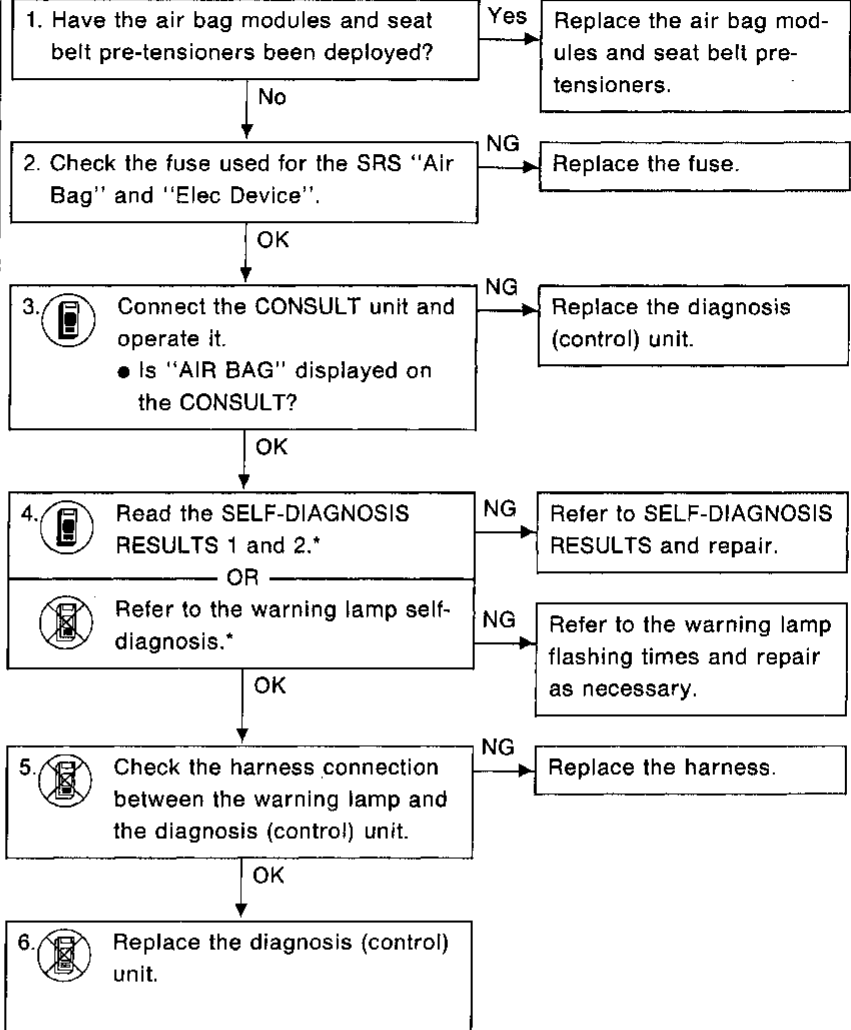 1. Have the air bag modules and seat
belt pre-tensioners been deployed?
Yes
Replace the air bag mod-
ules and seat belt pre-
tensioners.
No
2. Check the fuse used for the SRS "Air
Bag" and "Elec Device".
NG
Replace the fuse.
OK
3. Connect the CONSULT unit and
operate it.
● Is "AIR BAG" displayed on
the CONSULT?
NG
Replace the diagnosis
(control) unit.
OK
4. Read the SELF-DIAGNOSIS
RESULTS 1 and 2.*
NG
Refer to SELF-DIAGNOSIS
RESULTS and repair.
OR
Refer to the warning lamp self-
diagnosis.*
NG
Refer to the warning lamp
flashing times and repair
as necessary.
OK
5. Check the harness connection
between the warning lamp and
the diagnosis (control) unit.
NG
Replace the harness.
OK
6. Replace the diagnosis (control)
unit.